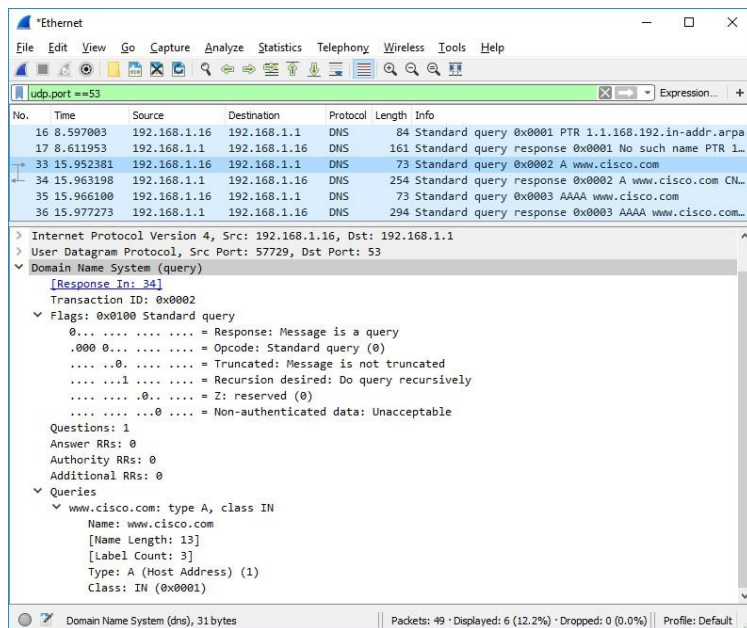 *Ethernet
File Edit View Go Capture Analyze Statistics Telephony Wireless Tools Help
udp.port ==53 Expression... +
No. Time Source Destination Protocol Length Info
16 8.597003 192.168.1.16 192.168.1.1 DNS 84 Standard query 0x0001 PTR 1.1.168.192.in-addr.arpa
17 8.611953 192.168.1.1 192.168.1.16 DNS 161 Standard query response 0x0001 No such name PTR 1...
33 15.952381 192.168.1.16 192.168.1.1 DNS 73 Standard query 0x0002 A www.cisco.com
34 15.963198 192.168.1.1 192.168.1.16 DNS 254 Standard query response 0x0002 A www.cisco.com CN...
35 15.966100 192.168.1.16 192.168.1.1 DNS 73 Standard query 0x0003 AAAA www.cisco.com
36 15.977273 192.168.1.1 192.168.1.16 DNS 294 Standard query response 0x0003 AAAA www.cisco.com...
> Internet Protocol Version 4, Src: 192.168.1.16, Dst: 192.168.1.1
> User Datagram Protocol, Src Port: 57729, Dst Port: 53
Domain Name System (query)
[Response In: 34]
Transaction ID: 0x0002
Flags: 0x0100 Standard query
0... .... .... .... = Response: Message is a query
.000 0... .... .... = Opcode: Standard query (0)
.... ..0. .... .... = Truncated: Message is not truncated
.... ...1 .... .... = Recursion desired: Do query recursively
.... .... .0.. .... = Z: reserved (0)
.... .... ...0 .... = Non-authenticated data: Unacceptable
Questions: 1
Answer RRs: 0
Authority RRs: 0
Additional RRs: 0
Queries
www.cisco.com: type A, class IN
Name: www.cisco.com
[Name Length: 13]
[Label Count: 3]
Type: A (Host Address) (1)
Class: IN (0x0001)
Domain Name System (dns), 31 bytes Packets: 49 · Displayed: 6 (12.2%) · Dropped: 0 (0.0%) Profile: Default